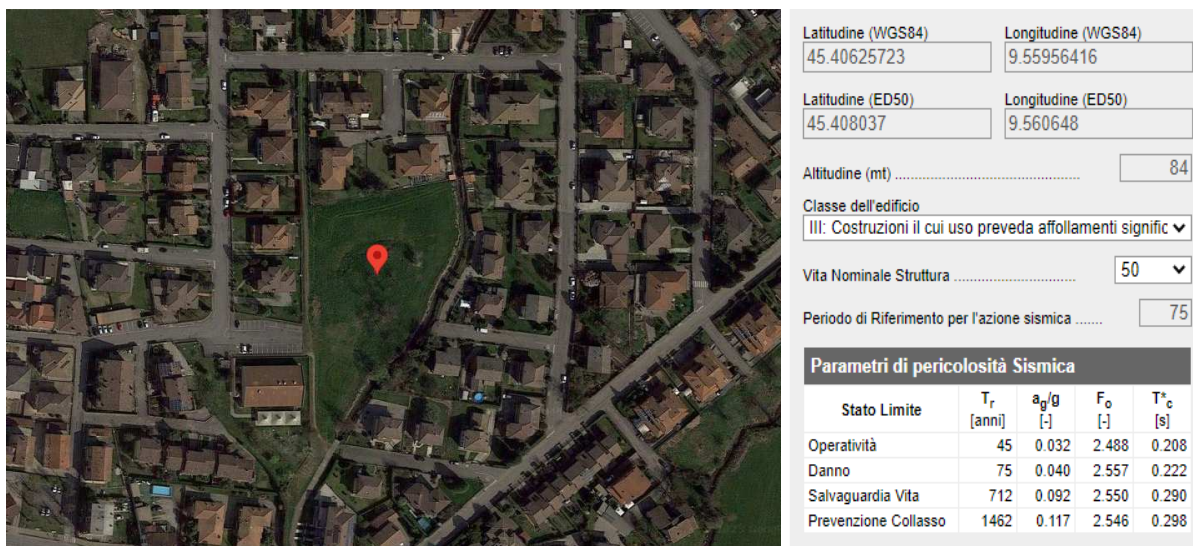 Latitudine (WGS84) Longitudine (WGS84)
45.40625723 9.55956416
Latitudine (ED50) Longitudine (ED50)
45.408037 9.560648
Altitudine (mt) ............................................. 84
Classe dell'edificio
III: Costruzioni il cui uso preveda affollamenti signific
Vita Nominale Struttura ............................. 50
Periodo di Riferimento per l'azione sismica ....... 75
Parametri di pericolosità Sismica
Stato Limite Tr [anni] ag/g [-] Fo [-] T*c [s]
Operatività 45 0.032 2.488 0.208
Danno 75 0.040 2.557 0.222
Salvaguardia Vita 712 0.092 2.550 0.290
Prevenzione Collasso 1462 0.117 2.546 0.298